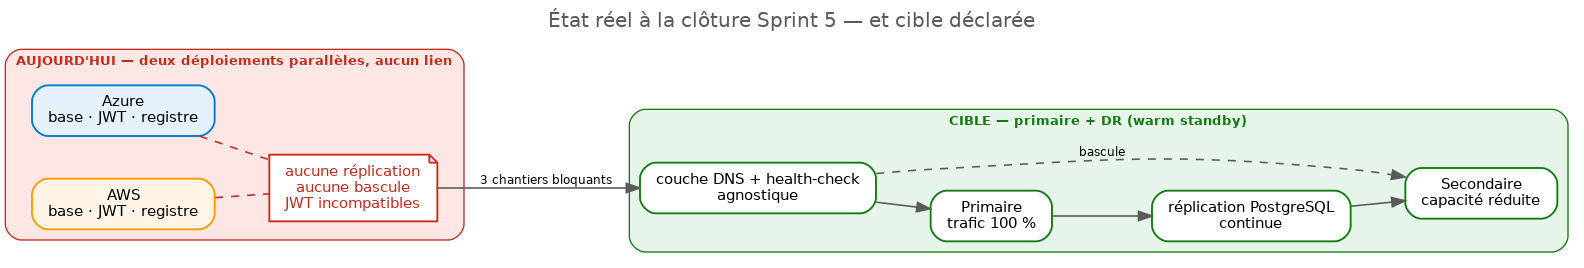 État réel à la clôture Sprint 5 — et cible déclarée
AUJOURD'HUI — deux déploiements parallèles, aucun lien
Azure
base · JWT · registre
AWS
base · JWT · registre
aucune réplication
aucune bascule
JWT incompatibles
3 chantiers bloquants
CIBLE — primaire + DR (warm standby)
couche DNS + health-check
agnostique
bascule
Primaire
trafic 100 %
réplication PostgreSQL
continue
Secondaire
capacité réduite